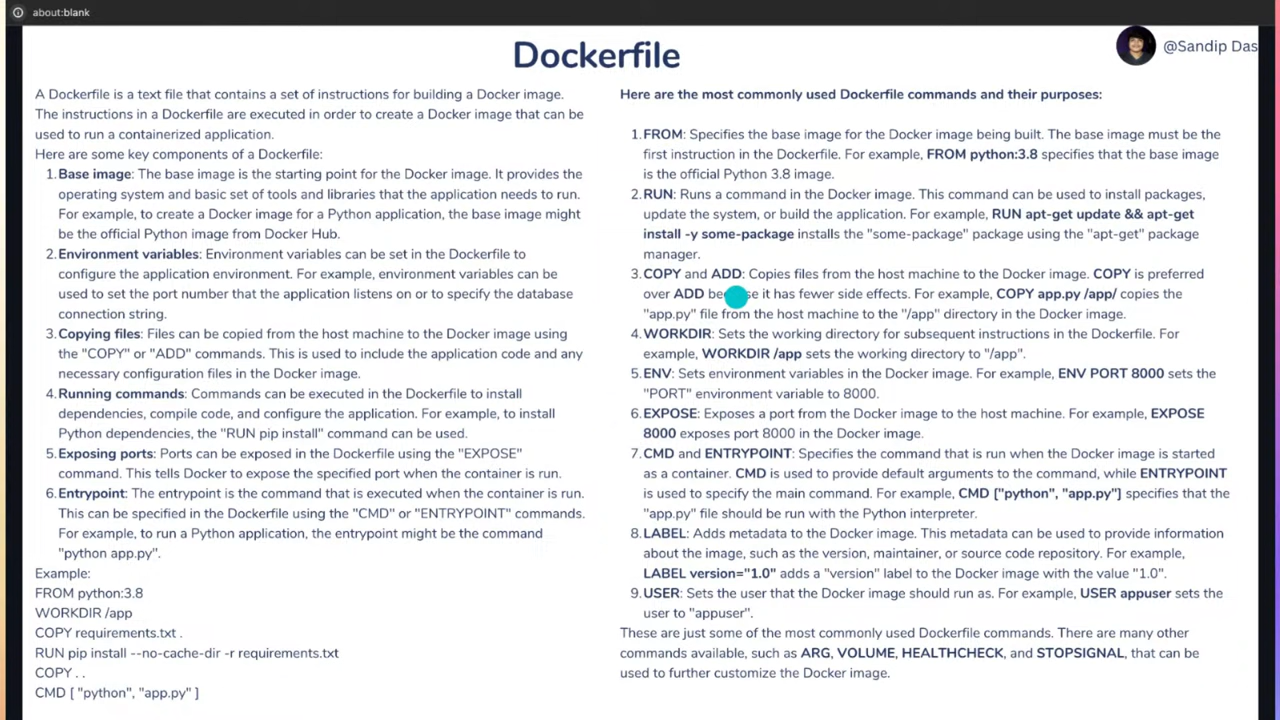 about:blank
Dockerfile
@Sandip Das
A Dockerfile is a text file that contains a set of instructions for building a Docker image.
The instructions in a Dockerfile are executed in order to create a Docker image that can be
used to run a containerized application.
Here are some key components of a Dockerfile:
1. Base image: The base image is the starting point for the Docker image. It provides the
operating system and basic set of tools and libraries that the application needs to run.
For example, to create a Docker image for a Python application, the base image might
be the official Python image from Docker Hub.
2. Environment variables: Environment variables can be set in the Dockerfile to
configure the application environment. For example, environment variables can be
used to set the port number that the application listens on or to specify the database
connection string.
3. Copying files: Files can be copied from the host machine to the Docker image using
the "COPY" or "ADD" commands. This is used to include the application code and any
necessary configuration files in the Docker image.
4. Running commands: Commands can be executed in the Dockerfile to install
dependencies, compile code, and configure the application. For example, to install
Python dependencies, the "RUN pip install" command can be used.
5. Exposing ports: Ports can be exposed in the Dockerfile using the "EXPOSE"
command. This tells Docker to expose the specified port when the container is run.
6. Entrypoint: The entrypoint is the command that is executed when the container is run.
This can be specified in the Dockerfile using the "CMD" or "ENTRYPOINT" commands.
For example, to run a Python application, the entrypoint might be the command
"python app.py".
Example:
FROM python:3.8
WORKDIR /app
COPY requirements.txt .
RUN pip install --no-cache-dir -r requirements.txt
COPY . .
CMD [ "python", "app.py" ]
Here are the most commonly used Dockerfile commands and their purposes:
1. FROM: Specifies the base image for the Docker image being built. The base image must be the
first instruction in the Dockerfile. For example, FROM python:3.8 specifies that the base image
is the official Python 3.8 image.
2. RUN: Runs a command in the Docker image. This command can be used to install packages,
update the system, or build the application. For example, RUN apt-get update && apt-get
install -y some-package installs the "some-package" package using the "apt-get" package
manager.
3. COPY and ADD: Copies files from the host machine to the Docker image. COPY is preferred
over ADD it has fewer side effects. For example, COPY app.py /app/ copies the
"app.py" file from the host machine to the "/app" directory in the Docker image.
4. WORKDIR: Sets the working directory for subsequent instructions in the Dockerfile. For
example, WORKDIR /app sets the working directory to "/app".
5. ENV: Sets environment variables in the Docker image. For example, ENV PORT 8000 sets the
"PORT" environment variable to 8000.
6. EXPOSE: Exposes a port from the Docker image to the host machine. For example, EXPOSE
8000 exposes port 8000 in the Docker image.
7. CMD and ENTRYPOINT: Specifies the command that is run when the Docker image is started
as a container. CMD is used to provide default arguments to the command, while ENTRYPOINT
is used to specify the main command. For example, CMD ["python", "app.py"] specifies that the
"app.py" file should be run with the Python interpreter.
8. LABEL: Adds metadata to the Docker image. This metadata can be used to provide information
about the image, such as the version, maintainer, or source code repository. For example,
LABEL version="1.0" adds a "version" label to the Docker image with the value "1.0".
9. USER: Sets the user that the Docker image should run as. For example, USER appuser sets the
user to "appuser".
These are just some of the most commonly used Dockerfile commands. There are many other
commands available, such as ARG, VOLUME, HEALTHCHECK, and STOPSIGNAL, that can be
used to further customize the Docker image.